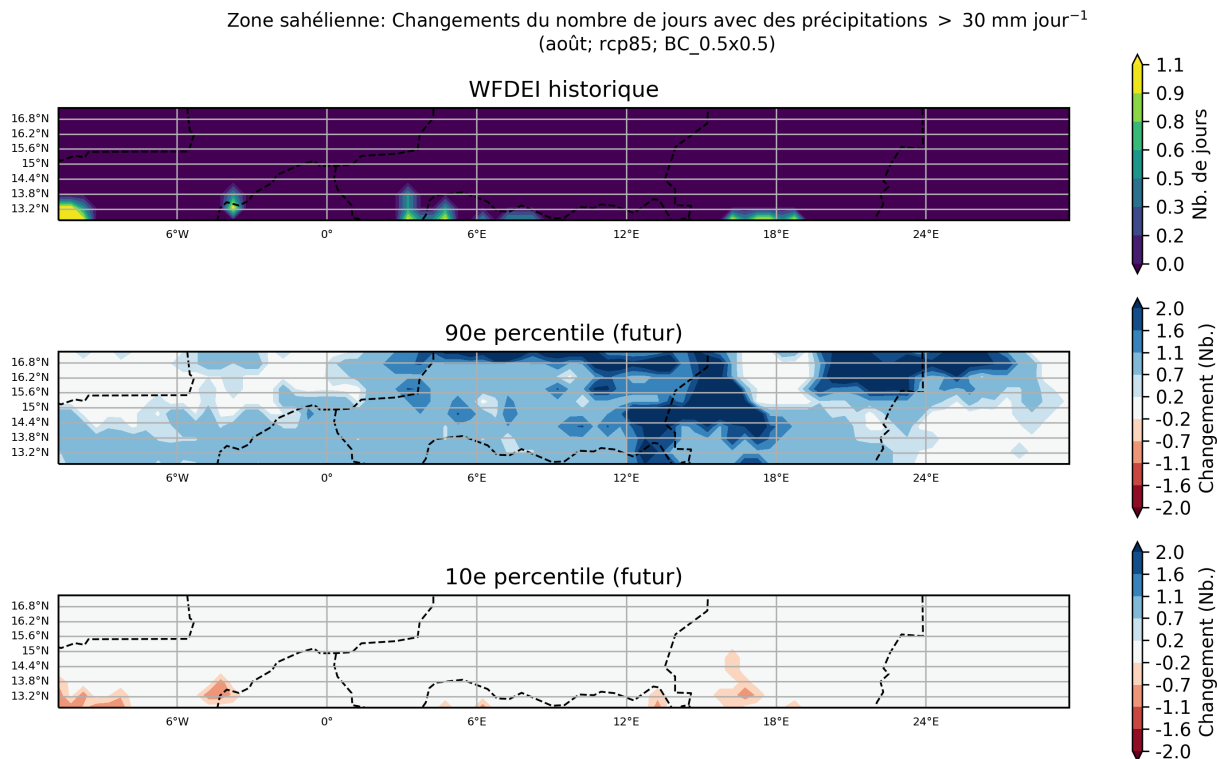 Zone sahélienne: Changements du nombre de jours avec des précipitations > 30 mm jour⁻¹
(août; rcp85; BC_0.5x0.5)
WFDEI historique
16.8°N
16.2°N
15.6°N
15°N
14.4°N
13.8°N
13.2°N
6°W 0° 6°E 12°E 18°E 24°E
1.1
0.9
0.8
0.6
0.5
0.3
0.2
0.0
Nb. de jours
90e percentile (futur)
16.8°N
16.2°N
15.6°N
15°N
14.4°N
13.8°N
13.2°N
6°W 0° 6°E 12°E 18°E 24°E
2.0
1.6
1.1
0.7
0.2
-0.2
-0.7
-1.1
-1.6
-2.0
Changement (Nb.)
10e percentile (futur)
16.8°N
16.2°N
15.6°N
15°N
14.4°N
13.8°N
13.2°N
6°W 0° 6°E 12°E 18°E 24°E
2.0
1.6
1.1
0.7
0.2
-0.2
-0.7
-1.1
-1.6
-2.0
Changement (Nb.)